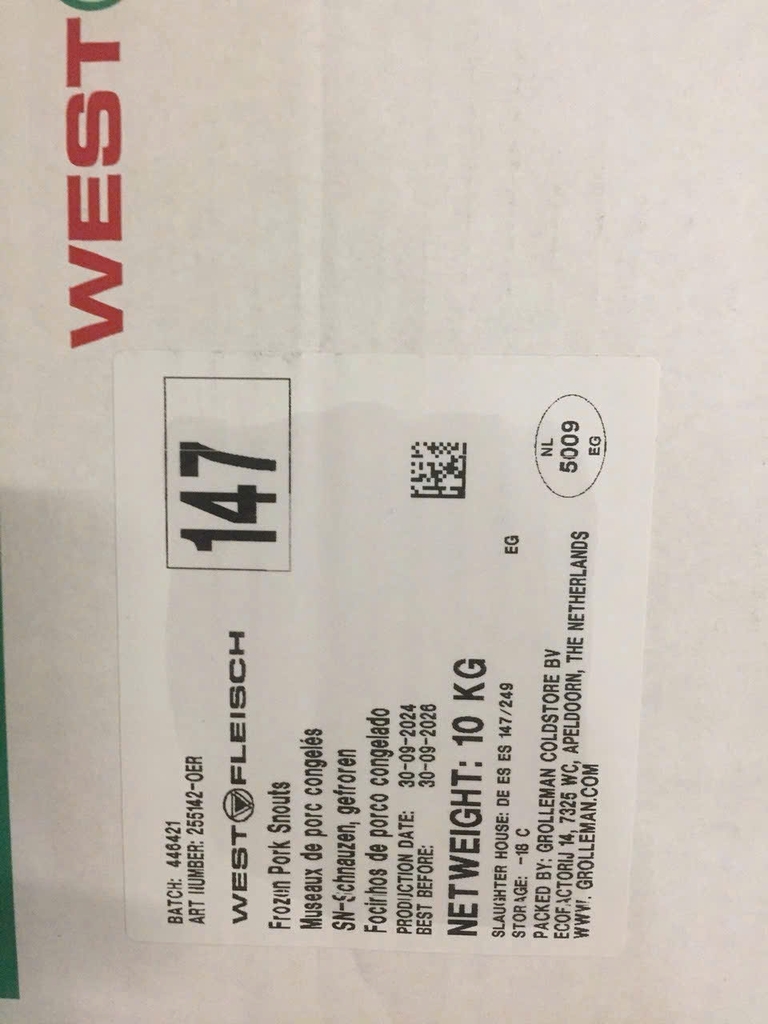 WEST
BATCH: 446421
ART NUMBER: 255142-OER
147
WEST FLEISCH
Frozen Pork Snouts
Museaux de porc congelés
SN-Schnauzen, gefroren
Focinhos de porco congelado
PRODUCTION DATE: 30-09-2024
BEST BEFORE: 30-09-2026
NETWEIGHT: 10 KG
SLAUGHTER HOUSE: DE ES ES 147/249 EG
STORAGE: -18 C
PACKED BY: GROLLEMAN COLDSTORE BV
ECOFACTORIJ 14, 7325 WC, APELDOORN, THE NETHERLANDS
WWW. GROLLEMAN.COM
NL
5009
EG